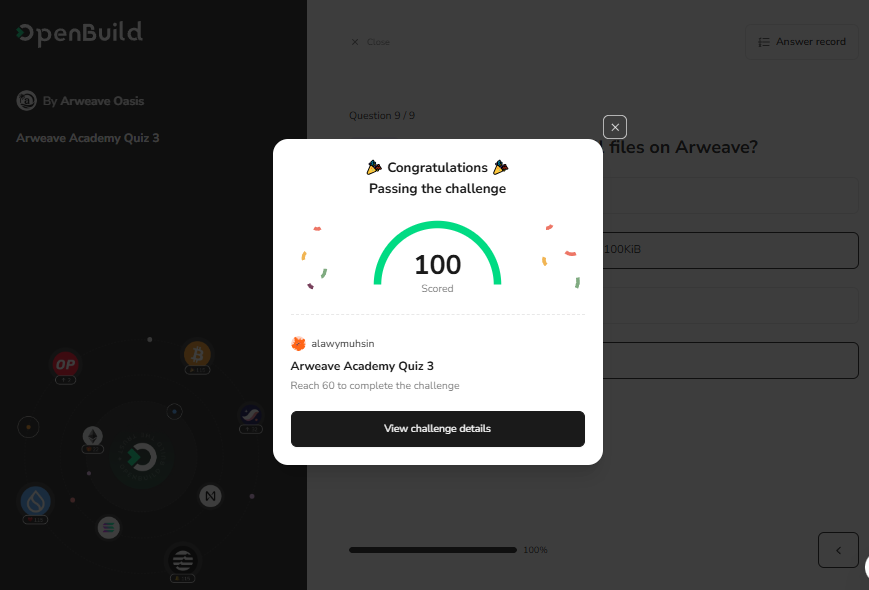 OpenBuild
By Arweave Oasis
Arweave Academy Quiz 3
Close
Answer record
Question 9 / 9
files on Arweave?
100KiB
Congratulations
Passing the challenge
100
Scored
alawymuhsin
Arweave Academy Quiz 3
Reach 60 to complete the challenge
View challenge details
OP
100%